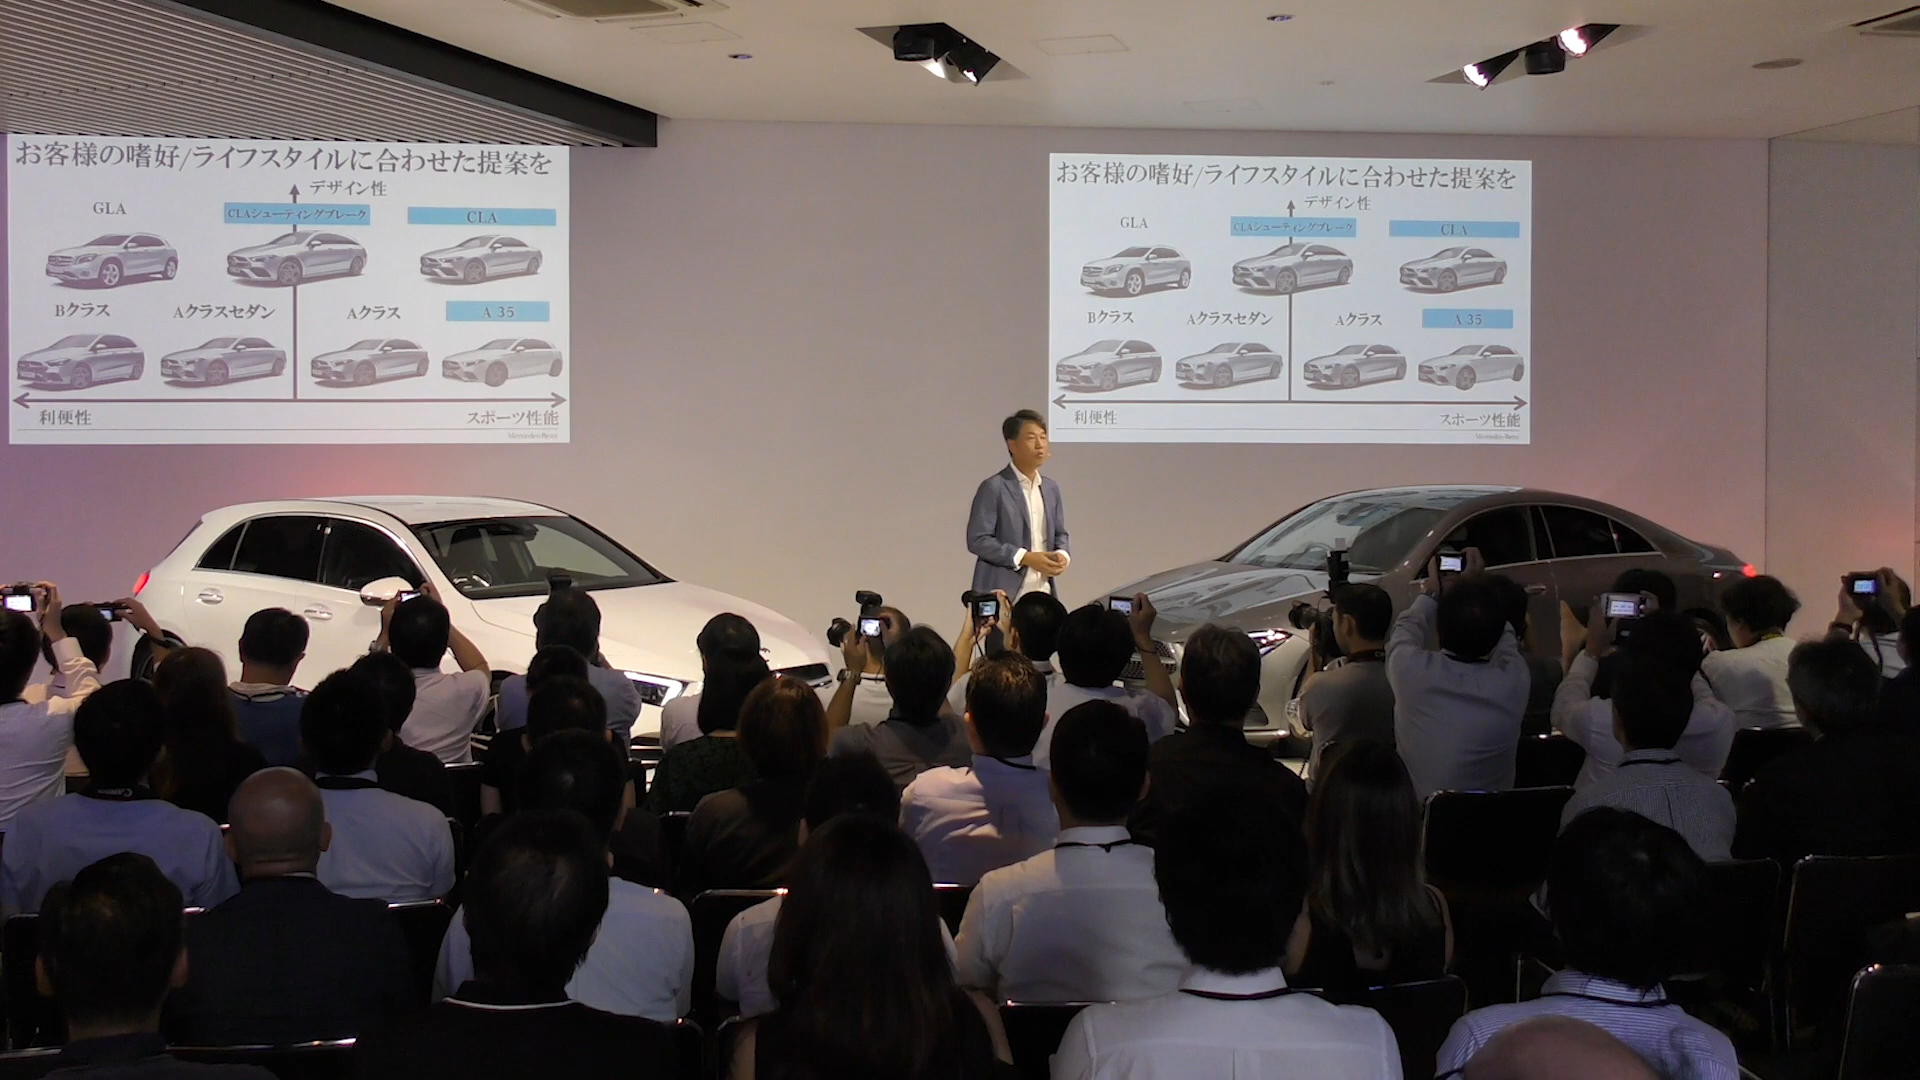 お客様の嗜好/ライフスタイルに合わせた提案を
デザイン性
GLA
CLAシューティングブレーク
CLA
Bクラス
Aクラスセダン
Aクラス
A 35
利便性
スポーツ性能
Mercedes-Benz
お客様の嗜好/ライフスタイルに合わせた提案を
デザイン性
GLA
CLAシューティングブレーク
CLA
Bクラス
Aクラスセダン
Aクラス
A 35
利便性
スポーツ性能
Mercedes-Benz
Canon